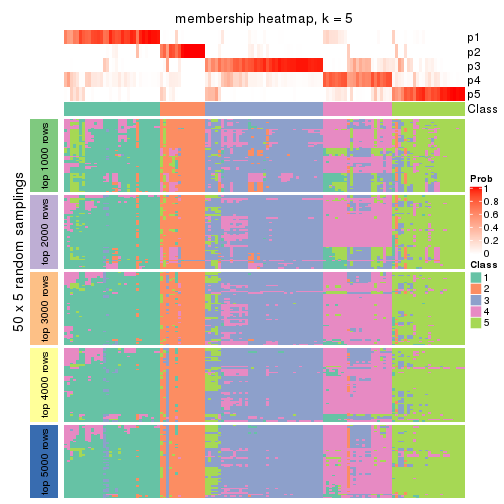 membership heatmap, k = 5
p1
p2
p3
p4
p5
Class
50 x 5 random samplings
top 1000 rows
top 2000 rows
top 3000 rows
top 4000 rows
top 5000 rows
Prob
1
0.8
0.6
0.4
0.2
0
Class
1
2
3
4
5